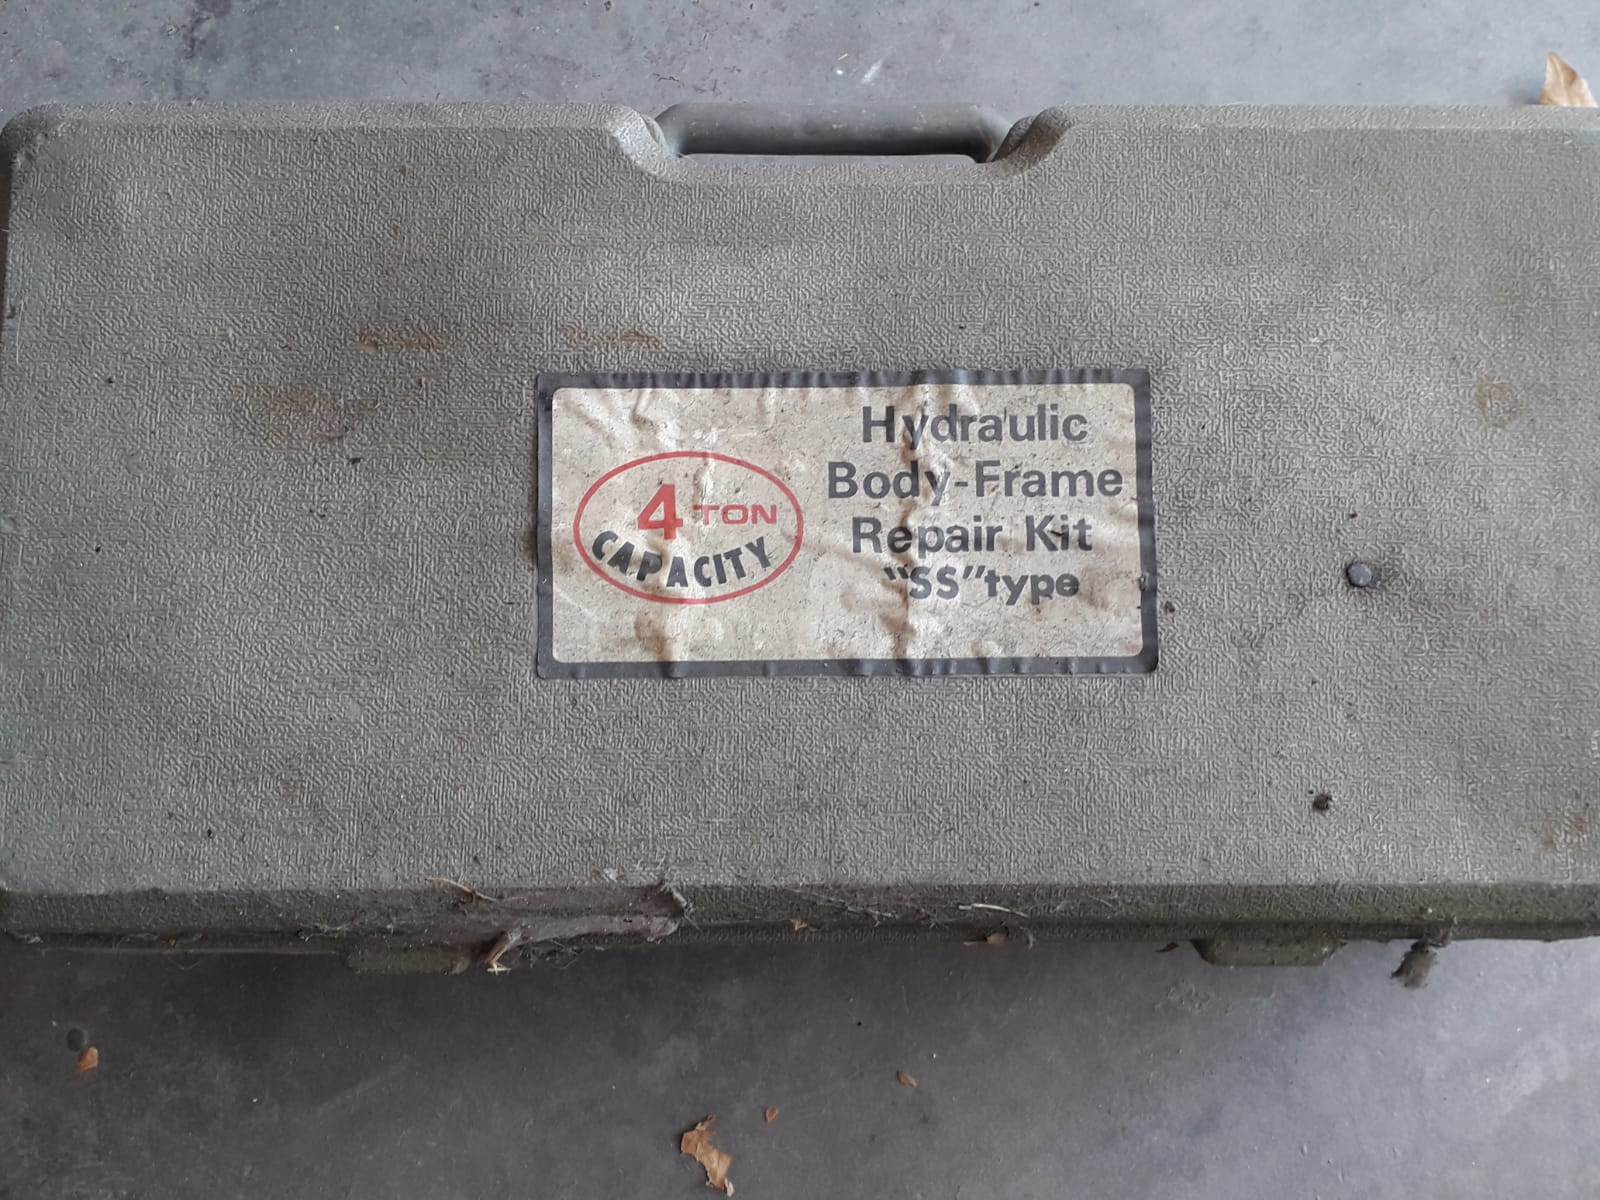 4 TON
CAPACITY
Hydraulic
Body-Frame
Repair Kit
"SS" type